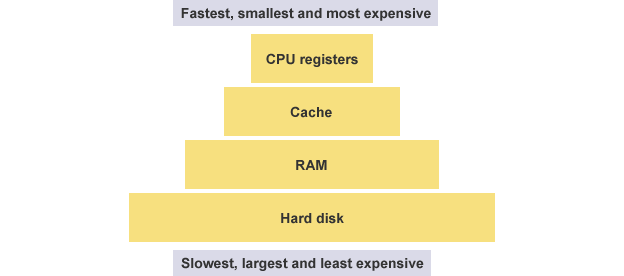 Fastest, smallest and most expensive
CPU registers
Cache
RAM
Hard disk
Slowest, largest and least expensive